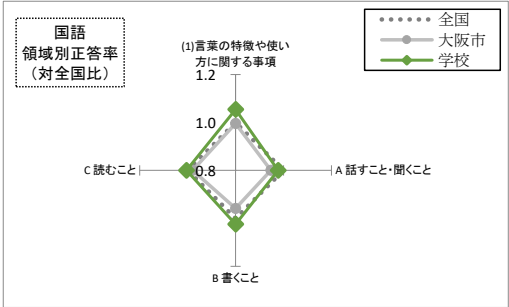 国語
領域別正答率
（対全国比）
全国
大阪市
学校
(1)言葉の特徴や使い
方に関する事項
1.2
1.0
0.8
C 読むこと
A 話すこと・聞くこと
B 書くこと